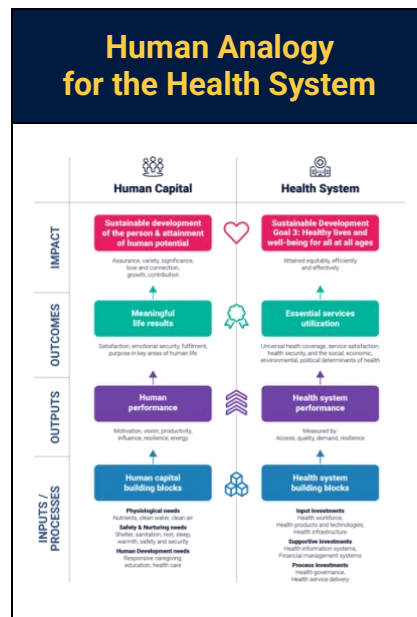 Human Analogy
for the Health System
Human Capital
Health System
IMPACT
Sustainable development
of the person & attainment
of human potential
Assurance, variety, significance,
love and connection,
growth, contribution
Sustainable Development
Goal 3: Healthy lives and
well-being for all at all ages
Attained equitably, efficiently
and effectively
OUTCOMES
Meaningful
life results
Satisfaction, emotional security, fulfilment,
purpose in key areas of human life
Essential services
utilization
Universal heath coverage, service satisfaction,
health security, and the social, economic,
environmental, political determinants of health
OUTPUTS
Human
performance
Motivation, vision, productivity,
influence, resilience, energy
Health system
performance
Measured by:
Access, quality, demand, resilience
INPUTS /
PROCESSES
Human capital
building blocks
Physiological needs
Nutrients, clean water, clean air
Safety & Nurturing needs
Shelter, sanitation, rest, sleep,
warmth, safety and security
Human Development needs
Responsive caregiving,
education, health care
Health system
building blocks
Input investments
Health workforce,
Health products and technologies,
Health infrastructure
Supportive investments
Health information systems,
Financial management systems
Process investments
Health governance,
Health service delivery